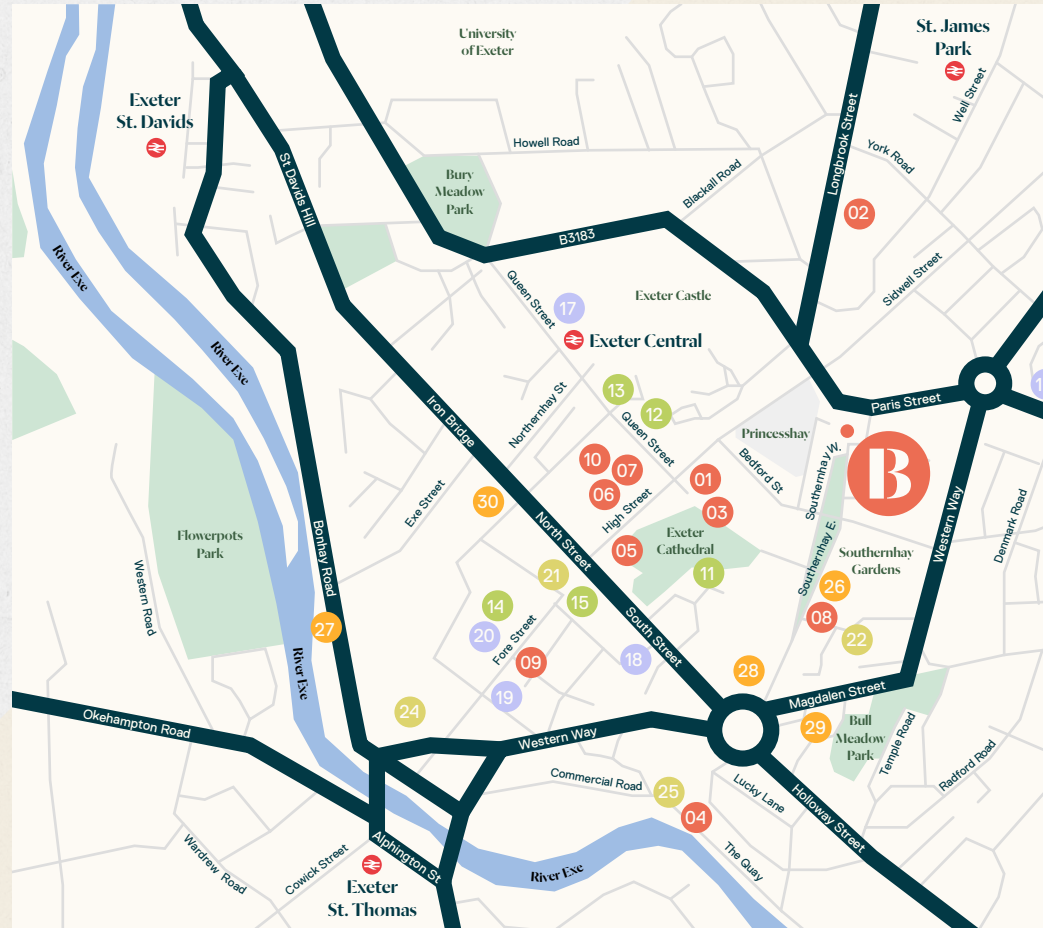 University
of Exeter
St. James
Park
Exeter
St. Davids
Well Street
Longbrook Street
York Road
Howell Road
St Davids Hill
Bury
Meadow
Park
Blackall Road
02
B3183
River Exe
Sidwell Street
Queen Street
17
Exeter Castle
Exeter Central
River Exe
13
12
Paris Street
Iron Bridge
Northernhay St
Queen Street
Princesshay
Southernhay W.
B
10
07
06
01
03
Bedford St
High Street
Exe Street
30
North Street
05
Exeter
Cathedral
11
Western Way
Denmark Road
Flowerpots
Park
Bonhay Road
Western Road
Southernhay E.
Southernhay
Gardens
26
08
22
21
15
14
20
Fore Street
09
19
18
South Street
27
River Exe
28
Magdalen Street
29
Bull
Meadow
Park
Temple Road
Radford Road
24
Okehampton Road
Western Way
Commercial Road
25
04
Lucky Lane
Holloway Street
The Quay
Alphington St
Wardrew Road
Cowick Street
River Exe
Exeter
St. Thomas